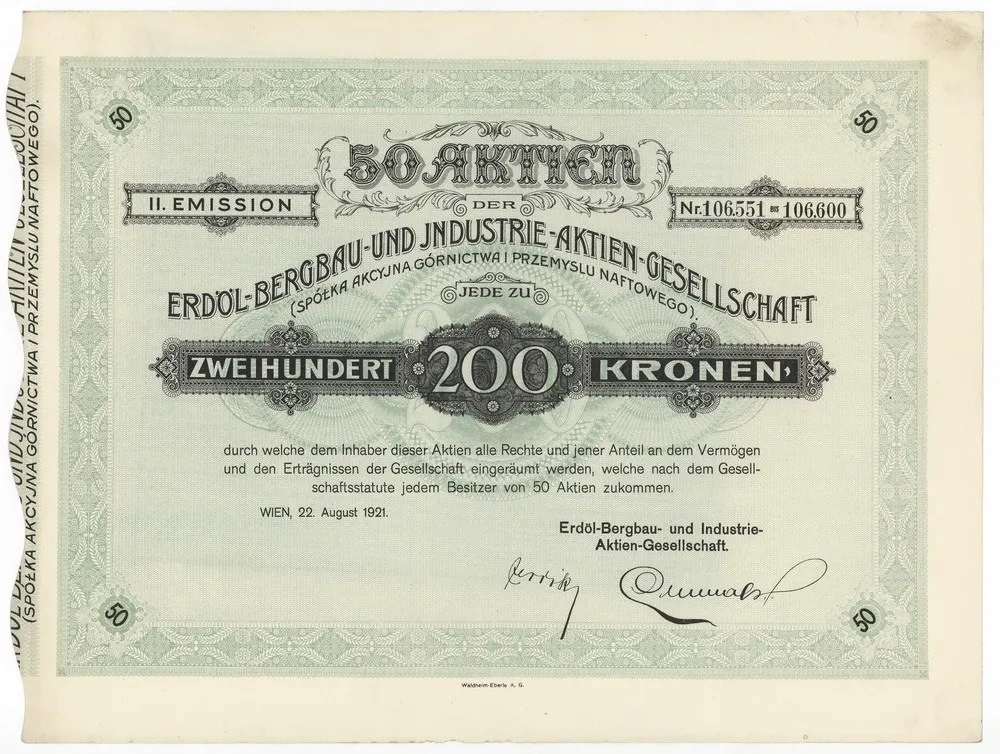 50
50
50 AKTIEN
II. EMISSION
DER
Nr. 106.551 BIS 106.600
ERDÖL-BERGBAU-UND JNDUSTRIE-AKTIEN-GESELLSCHAFT
(SPÓŁKA AKCYJNA GÓRNICTWA I PRZEMYSLU NAFTOWEGO).
JEDE ZU
ZWEIHUNDERT 200 KRONEN,
durch welche dem Inhaber dieser Aktien alle Rechte und jener Anteil an dem Vermögen
und den Erträgnissen der Gesellschaft eingeräumt werden, welche nach dem Gesell-
schaftsstatute jedem Besitzer von 50 Aktien zukommen.
WIEN, 22. August 1921.
Erdöl-Bergbau- und Industrie-
Aktien-Gesellschaft.
50
50
Waldheim-Eberle A. G.
(SPÓŁKA AKCYJNA GÓRNICTWA I PRZEMYSLU NAFTOWEGO).